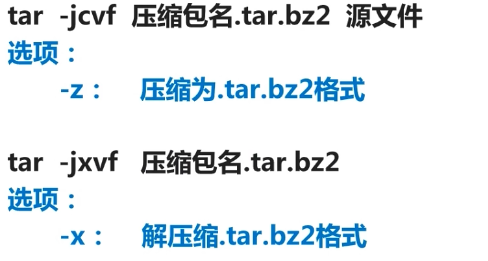 tar -jcvf 压缩包名.tar.bz2 源文件
选项：
-z： 压缩为.tar.bz2格式
tar -jxvf 压缩包名.tar.bz2
选项：
-x： 解压缩.tar.bz2格式